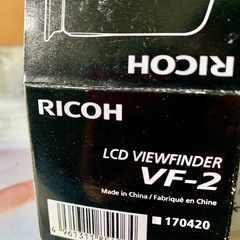 RICOH
RICOH
LCD VIEWFINDER
VF-2
Made in China / Fabriqué en Chine
170420